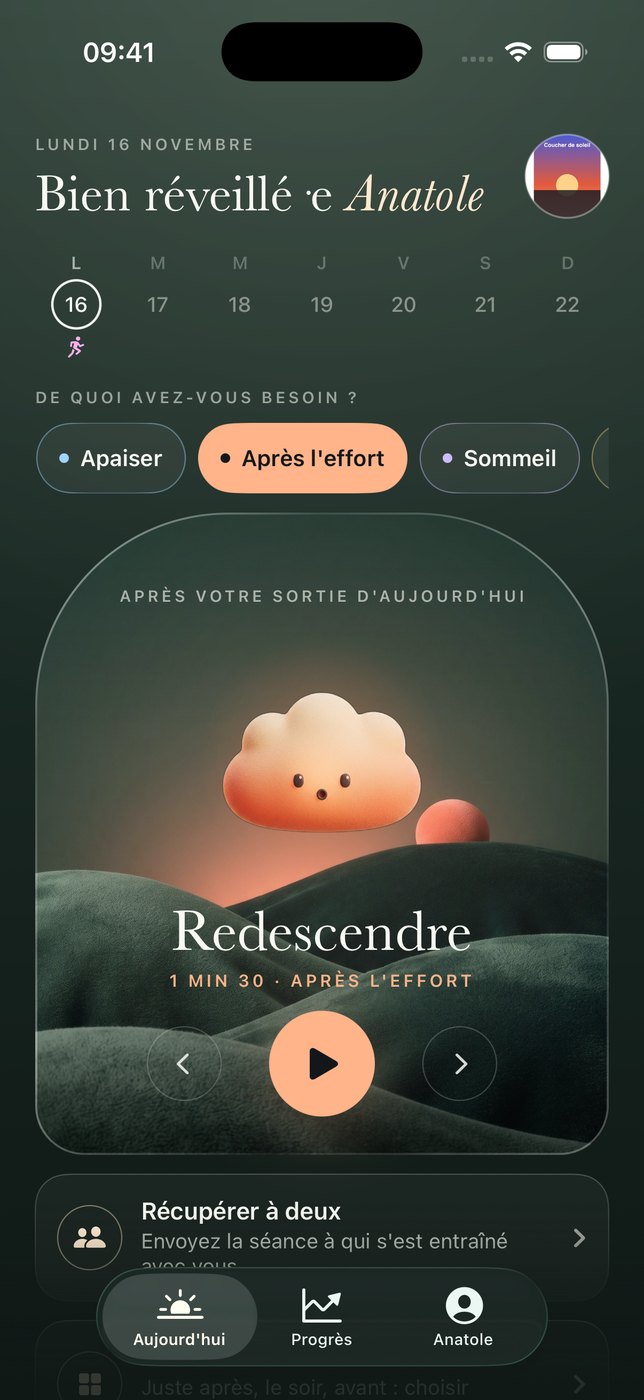 09:41
LUNDI 16 NOVEMBRE
Coucher de soleil
Bien réveillé ·e Anatole
L M M J V S D
16 17 18 19 20 21 22
DE QUOI AVEZ-VOUS BESOIN ?
Apaiser
Après l'effort
Sommeil
APRÈS VOTRE SORTIE D'AUJOURD'HUI
Redescendre
1 MIN 30 · APRÈS L'EFFORT
Récupérer à deux
Envoyez la séance à qui s'est entraîné
avec vous
Aujourd'hui
Progrès
Anatole
Juste après, le soir, avant : choisir